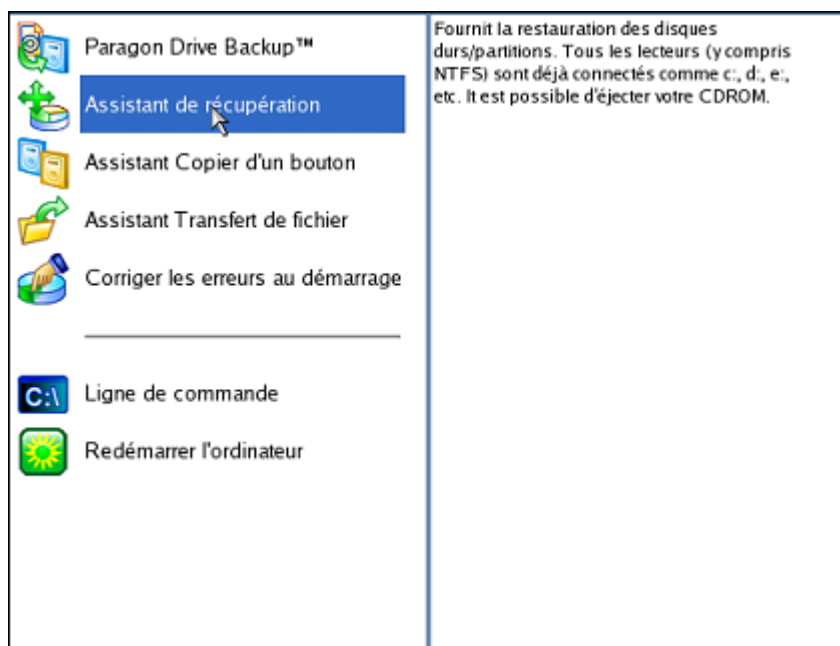 Paragon Drive Backup™
Assistant de récupération
Assistant Copier d'un bouton
Assistant Transfert de fichier
Corriger les erreurs au démarrage
C:\
Ligne de commande
Redémarrer l'ordinateur
Fournit la restauration des disques
durs/partitions. Tous les lecteurs (y compris
NTFS) sont déjà connectés comme c:, d:, e:,
etc. It est possible d'éjecter votre CDROM.